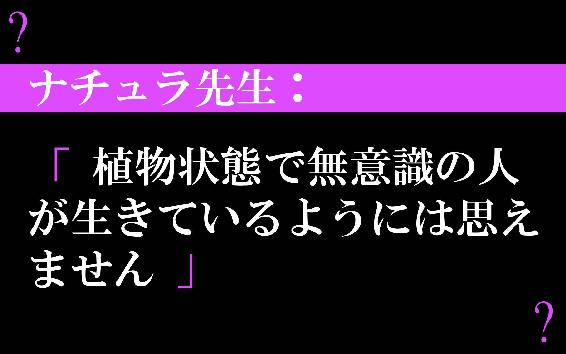 ?
ナチュラ先生：
「 植物状態で無意識の人
が生きているようには思え
ません 」
?